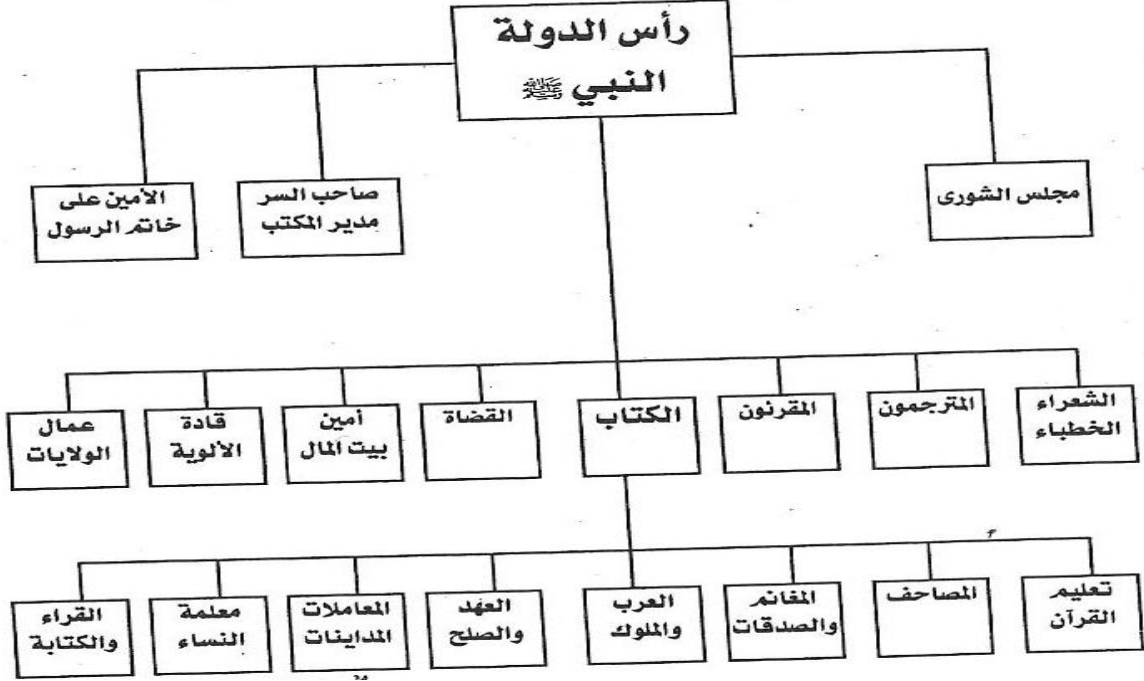 رأس الدولة
النبي ﷺ
مجلس الشورى
صاحب السر
مدير المكتب
الأمين على
خاتم الرسول
الشعراء
الخطباء
المترجمون
المقرئون
الكتاب
القضاة
أمين
بيت المال
قادة
الألوية
عمال
الولايات
تعليم
القرآن
المصاحف
المغانم
والصدقات
العرب
والملوك
العهد
والصلح
المعاملات
المداينات
معلمة
النساء
القراء
والكتابة